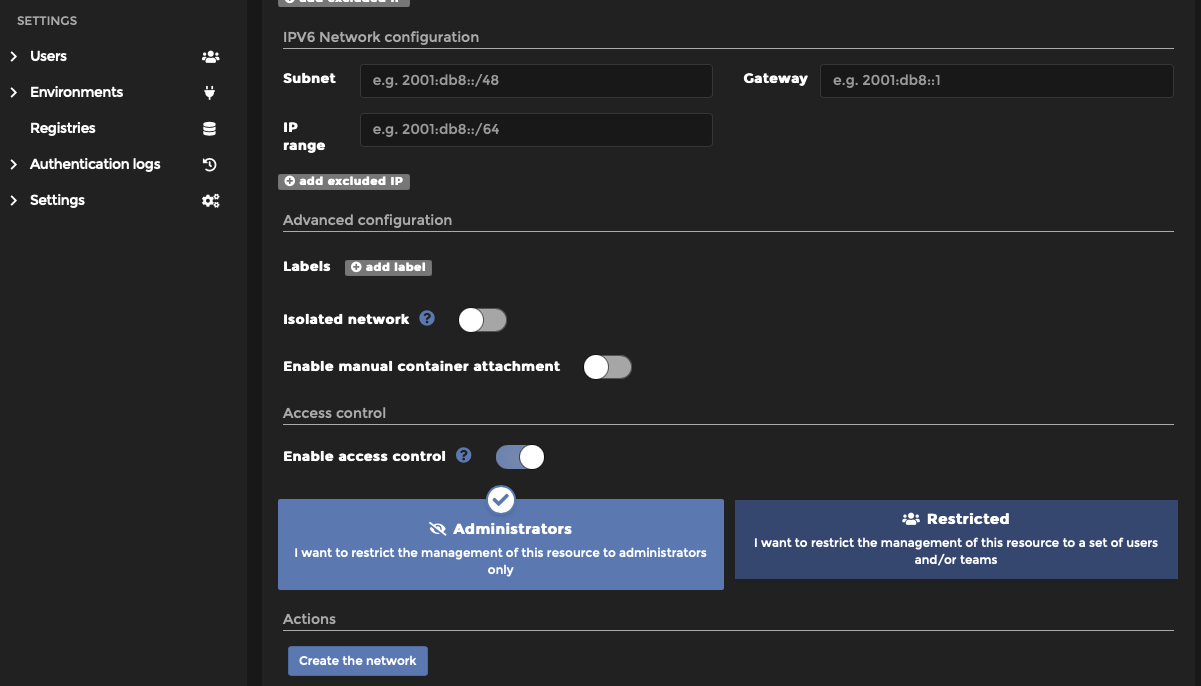 SETTINGS
Users
Environments
Registries
Authentication logs
Settings
add excluded IP
IPV6 Network configuration
Subnet e.g. 2001:db8::/48 Gateway e.g. 2001:db8::1
IP
range
e.g. 2001:db8::/64
add excluded IP
Advanced configuration
Labels add label
Isolated network ?
Enable manual container attachment
Access control
Enable access control ?
Administrators
I want to restrict the management of this resource to administrators
only
Restricted
I want to restrict the management of this resource to a set of users
and/or teams
Actions
Create the network